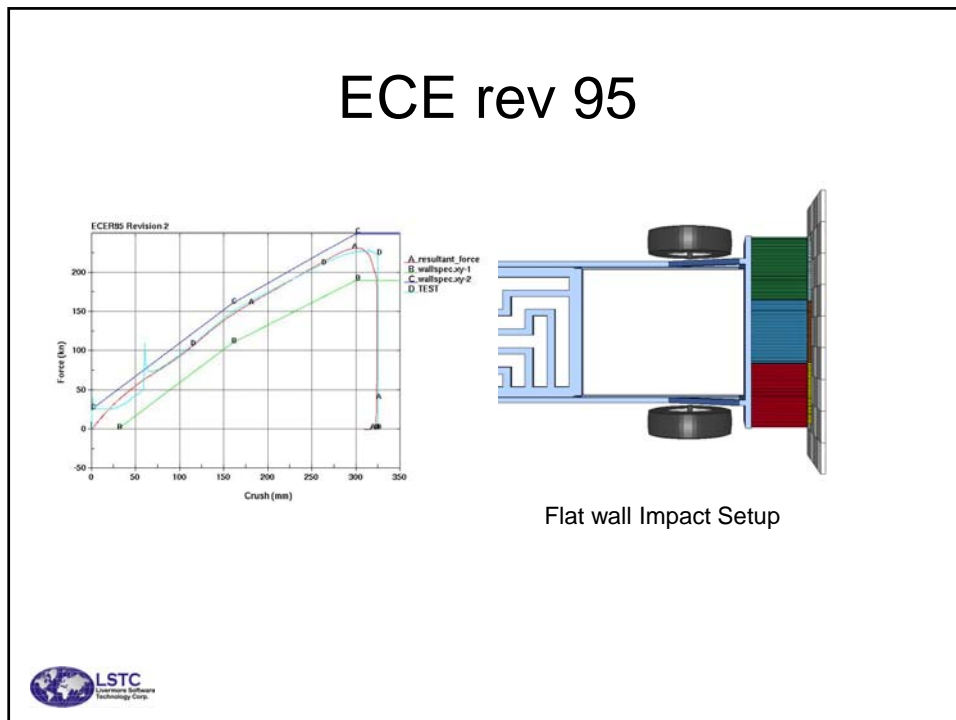 ECE rev 95
ECER95 Revision 2
A resultant_force
B wallspec.xy-1
C wallspec.xy-2
D TEST
Force (kn)
200
150
100
50
0
-50
0 50 100 150 200 250 300 350
Crush (mm)
Flat wall Impact Setup
LSTC
Livermore Software
Technology Corp.